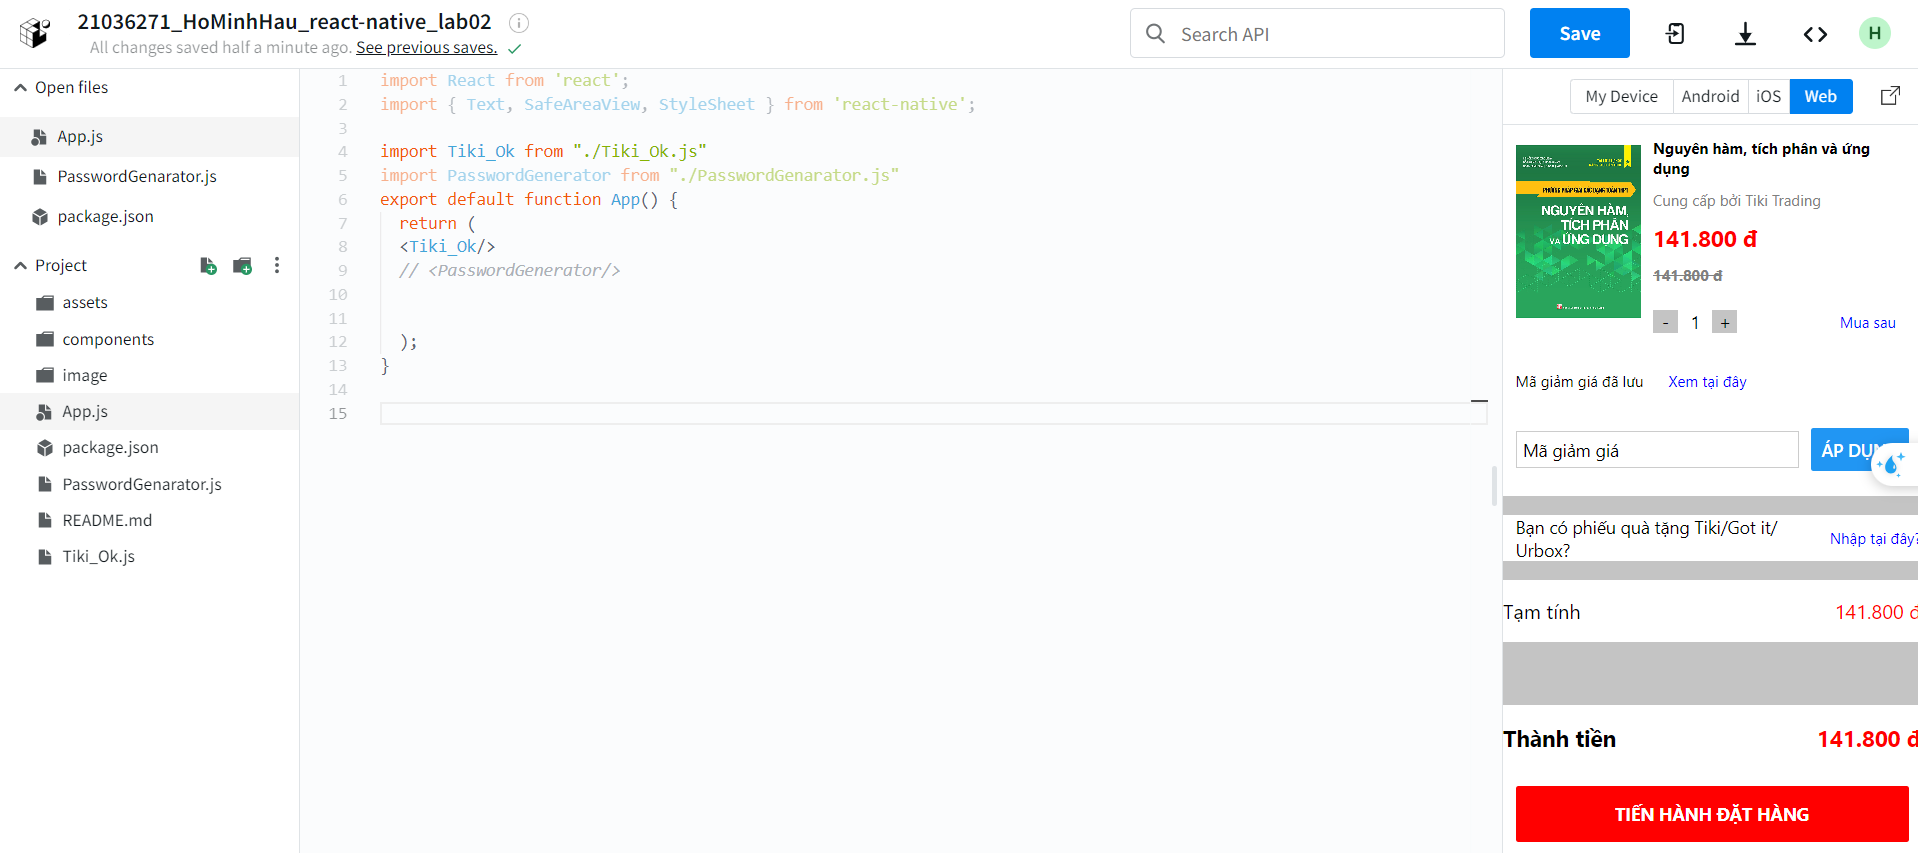 21036271_HoMinhHau_react-native_lab02
All changes saved half a minute ago. See previous saves.
Search API
Save
H
Open files
App.js
PasswordGenarator.js
package.json
Project
assets
components
image
App.js
package.json
PasswordGenarator.js
README.md
Tiki_Ok.js
1 import React from 'react';
2 import { Text, SafeAreaView, StyleSheet } from 'react-native';
3
4 import Tiki_Ok from "./Tiki_Ok.js"
5 import PasswordGenerator from "./PasswordGenarator.js"
6 export default function App() {
7 return (
8 <Tiki_Ok/>
9 // <PasswordGenerator/>
10
11
12 );
13 }
14
15
My Device Android iOS Web
NGUYÊN HÀM,
TÍCH PHÂN
VÀ ỨNG DỤNG
Nguyên hàm, tích phân và ứng
dụng
Cung cấp bởi Tiki Trading
141.800 đ
141.800 đ
- 1 + Mua sau
Mã giảm giá đã lưu Xem tại đây
Mã giảm giá
ÁP DỤ
Bạn có phiếu quà tặng Tiki/Got it/
Urbox?
Nhập tại đây?
Tạm tính 141.800 đ
Thành tiền 141.800 đ
TIẾN HÀNH ĐẶT HÀNG